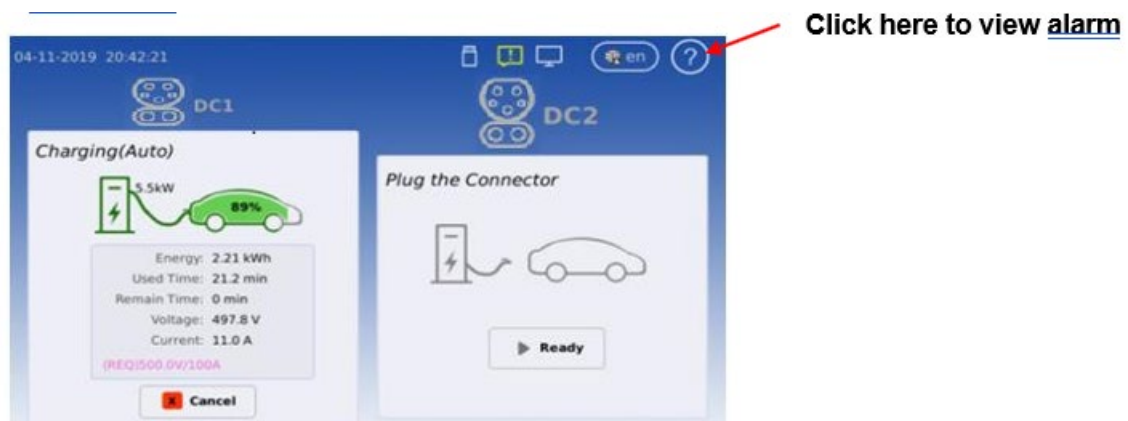 Click here to view alarm
04-11-2019 20:42:21
en ?
DC1
DC2
Charging(Auto)
5.5kW
89%
Energy: 2.21 kWh
Used Time: 21.2 min
Remain Time: 0 min
Voltage: 497.8 V
Current: 11.0 A
(REQ)500.0V/100A
X Cancel
Plug the Connector
Ready